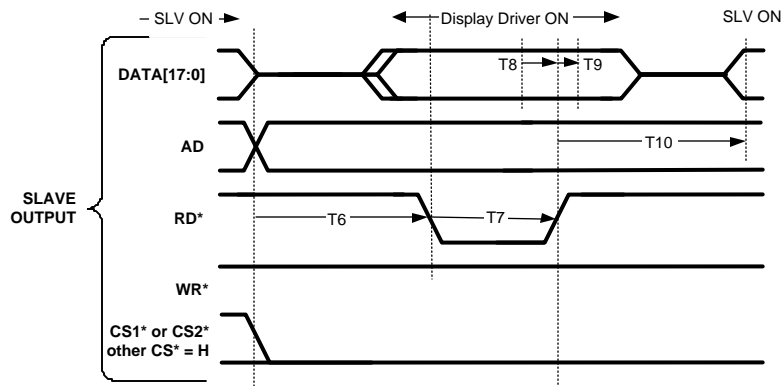 – SLV ON
Display Driver ON
SLV ON
DATA[17:0]
T8
T9
AD
T10
SLAVE
OUTPUT
RD*
T6
T7
WR*
CS1* or CS2*
other CS* = H